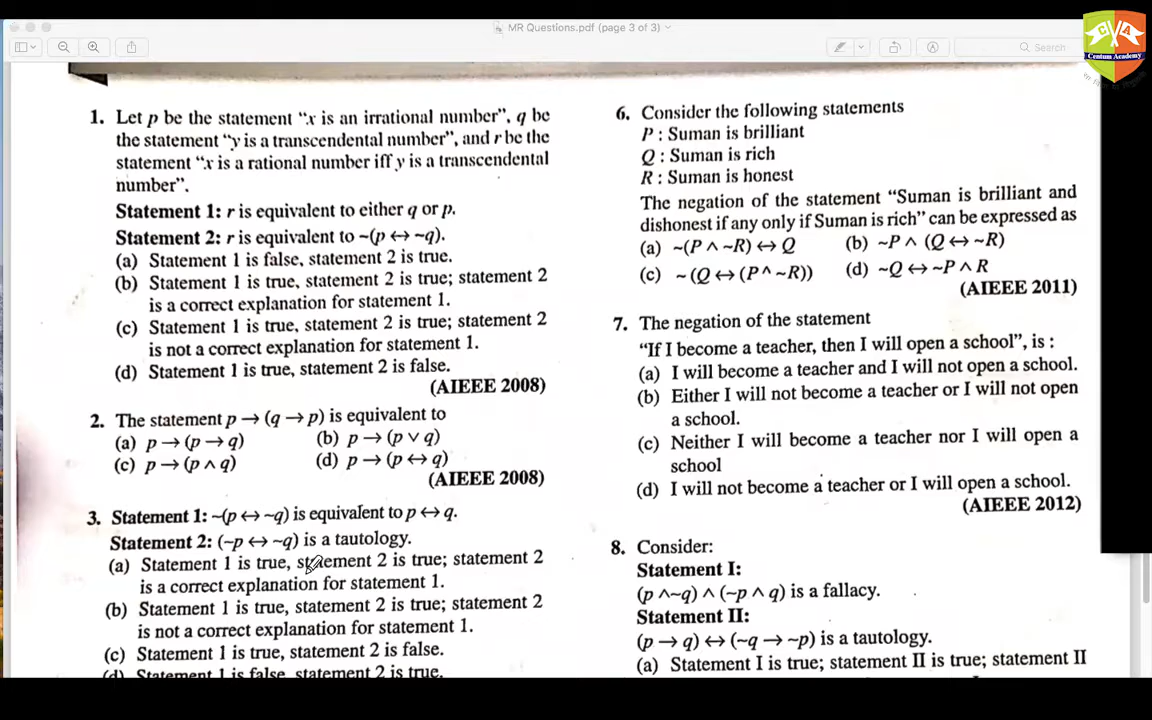 MR Questions.pdf (page 3 of 3)
Search
Centum Academy
1. Let p be the statement “x is an irrational number”, q be
the statement “y is a transcendental number”, and r be the
statement “x is a rational number iff y is a transcendental
number”.
Statement 1: r is equivalent to either q or p.
Statement 2: r is equivalent to ~(p ↔ ~q).
(a) Statement 1 is false, statement 2 is true.
(b) Statement 1 is true, statement 2 is true; statement 2
is a correct explanation for statement 1.
(c) Statement 1 is true, statement 2 is true; statement 2
is not a correct explanation for statement 1.
(d) Statement 1 is true, statement 2 is false.
(AIEEE 2008)
2. The statement p → (q → p) is equivalent to
(a) p → (p → q) (b) p → (p ∨ q)
(c) p → (p ∧ q) (d) p → (p ↔ q)
(AIEEE 2008)
3. Statement 1: ~(p ↔ ~q) is equivalent to p ↔ q.
Statement 2: (~p ↔ ~q) is a tautology.
(a) Statement 1 is true, statement 2 is true; statement 2
is a correct explanation for statement 1.
(b) Statement 1 is true, statement 2 is true; statement 2
is not a correct explanation for statement 1.
(c) Statement 1 is true, statement 2 is false.
(d) Statement 1 is false, statement 2 is true.
6. Consider the following statements
P : Suman is brilliant
Q : Suman is rich
R : Suman is honest
The negation of the statement “Suman is brilliant and
dishonest if any only if Suman is rich” can be expressed as
(a) ~(P ∧ ~R) ↔ Q (b) ~P ∧ (Q ↔ ~R)
(c) ~ (Q ↔ (P ∧ ~R)) (d) ~Q ↔ ~P ∧ R
(AIEEE 2011)
7. The negation of the statement
“If I become a teacher, then I will open a school”, is :
(a) I will become a teacher and I will not open a school.
(b) Either I will not become a teacher or I will not open
a school.
(c) Neither I will become a teacher nor I will open a
school
(d) I will not become a teacher or I will open a school.
(AIEEE 2012)
8. Consider:
Statement I:
(p ∧ ~q) ∧ (~p ∧ q) is a fallacy.
Statement II:
(p → q) ↔ (~q → ~p) is a tautology.
(a) Statement I is true; statement II is true; statement II